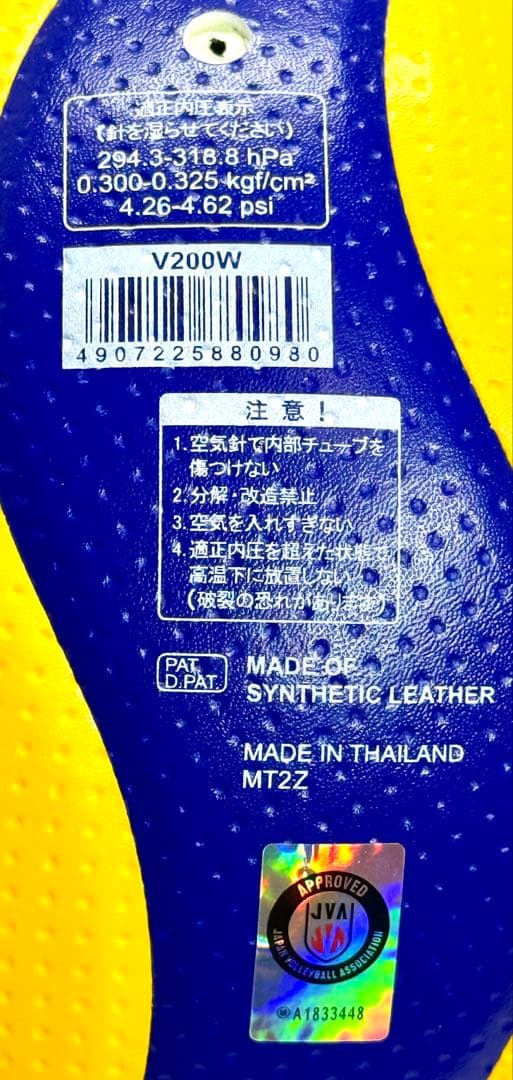 適正内圧表示
(針を湿らせてください)
294.3-318.8 hPa
0.300-0.325 kgf/cm²
4.26-4.62 psi
V200W
4907225880980
注意!
1.空気針で内部チューブを
傷つけない
2.分解・改造禁止
3.空気を入れすぎない
4.適正内圧を超えた状態で
高温下に放置しない
(破裂の恐れがあります)
PAT.
D.PAT.
MADE OF
SYNTHETIC LEATHER
MADE IN THAILAND
MT2Z
APPROVED
JVA
JAPAN VOLLEYBALL ASSOCIATION
A1833448